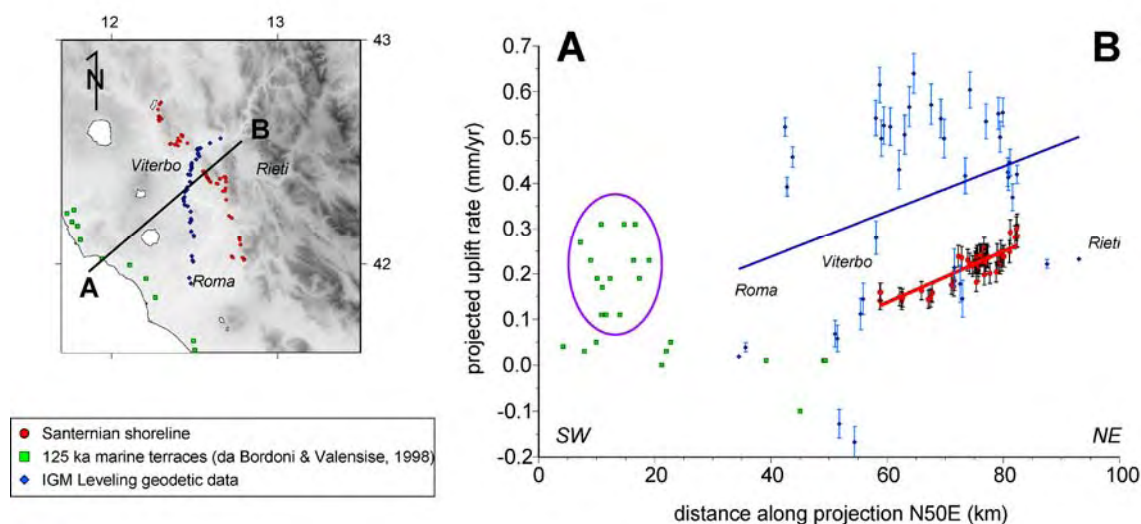 12
13
43
N
B
Viterbo
Rieti
42
A
Roma
Santernian shoreline
125 ka marine terraces (da Bordoni & Valensise, 1998)
IGM Leveling geodetic data
A
B
0.7
0.6
0.5
0.4
0.3
0.2
0.1
0.0
-0.1
-0.2
projected uplift rate (mm/yr)
Rieti
Viterbo
Roma
SW
NE
0
20
40
60
80
100
distance along projection N50E (km)